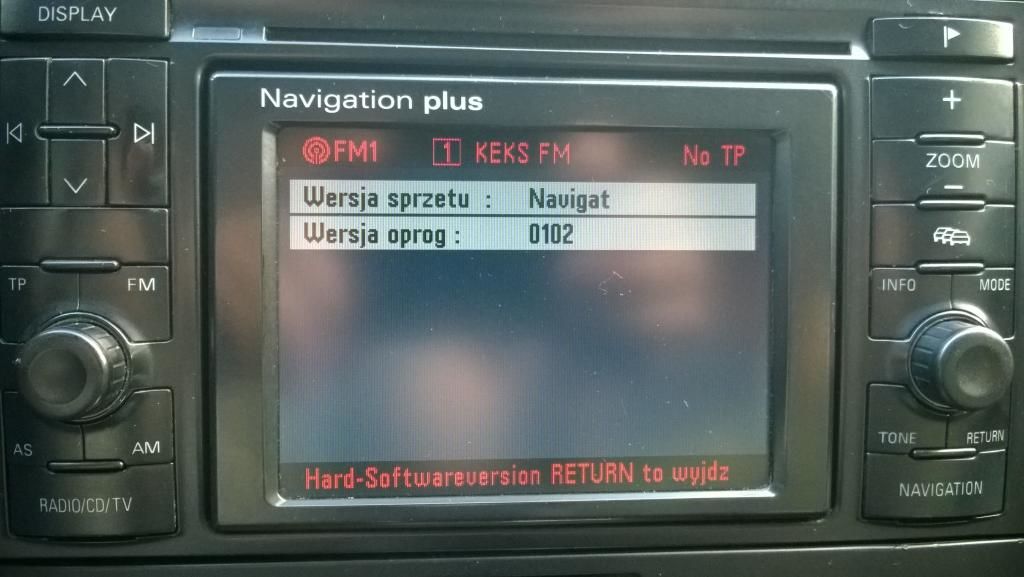 DISPLAY
Navigation plus
FM1 1 KEKS FM No TP
Wersja sprzetu : Navigat
Wersja oprog : 0102
Hard-Softwareversion RETURN to wyjdz
TP FM
AS AM
RADIO/CD/TV
+
ZOOM
−
INFO MODE
TONE RETURN
NAVIGATION